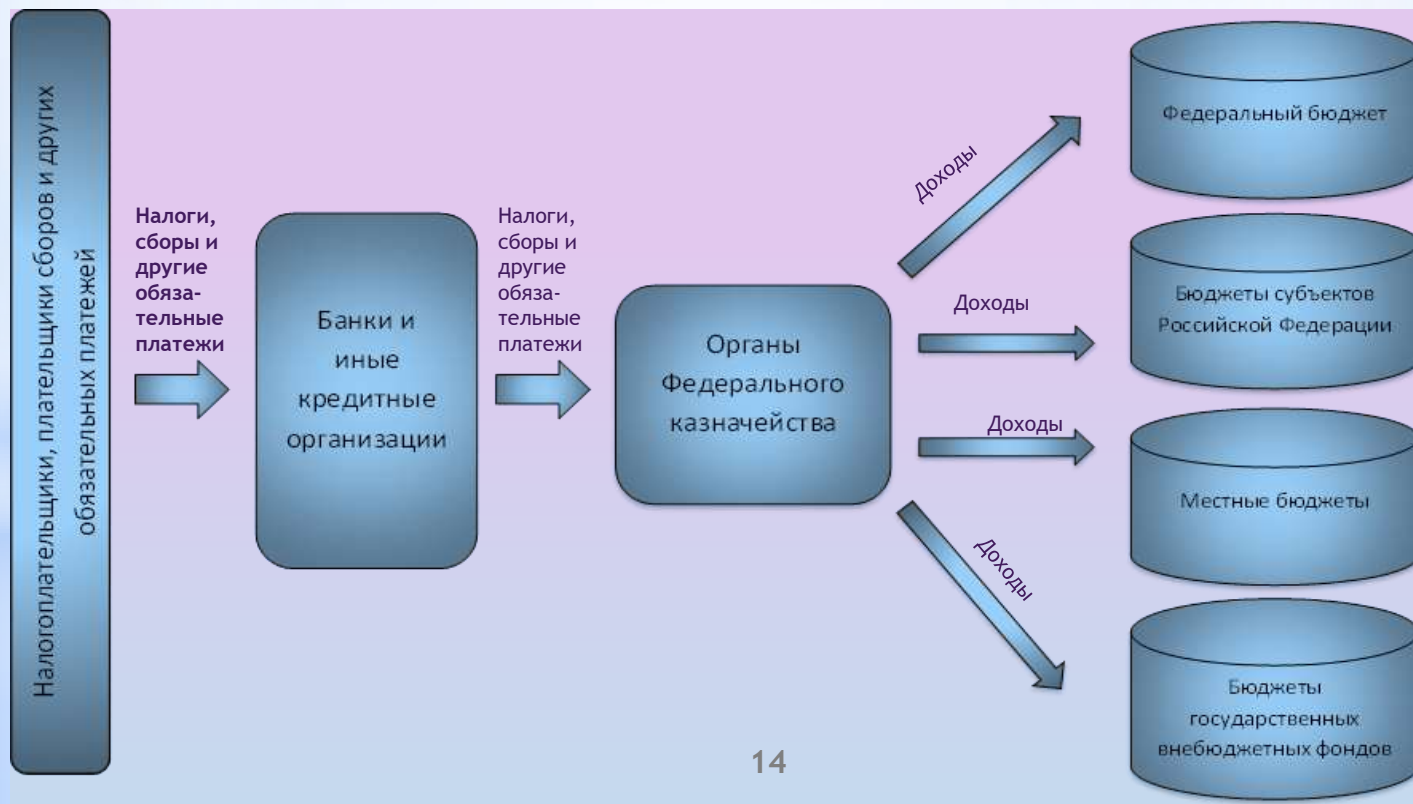 Налогоплательщики, плательщики сборов и других
обязательных платежей
Налоги,
сборы и
другие
обяза-
тельные
платежи
Банки и
иные
кредитные
организации
Налоги,
сборы и
другие
обяза-
тельные
платежи
Органы
Федерального
казначейства
Доходы
Доходы
Доходы
Доходы
Федеральный бюджет
Бюджеты субъектов
Российской Федерации
Местные бюджеты
Бюджеты
государственных
внебюджетных фондов
14